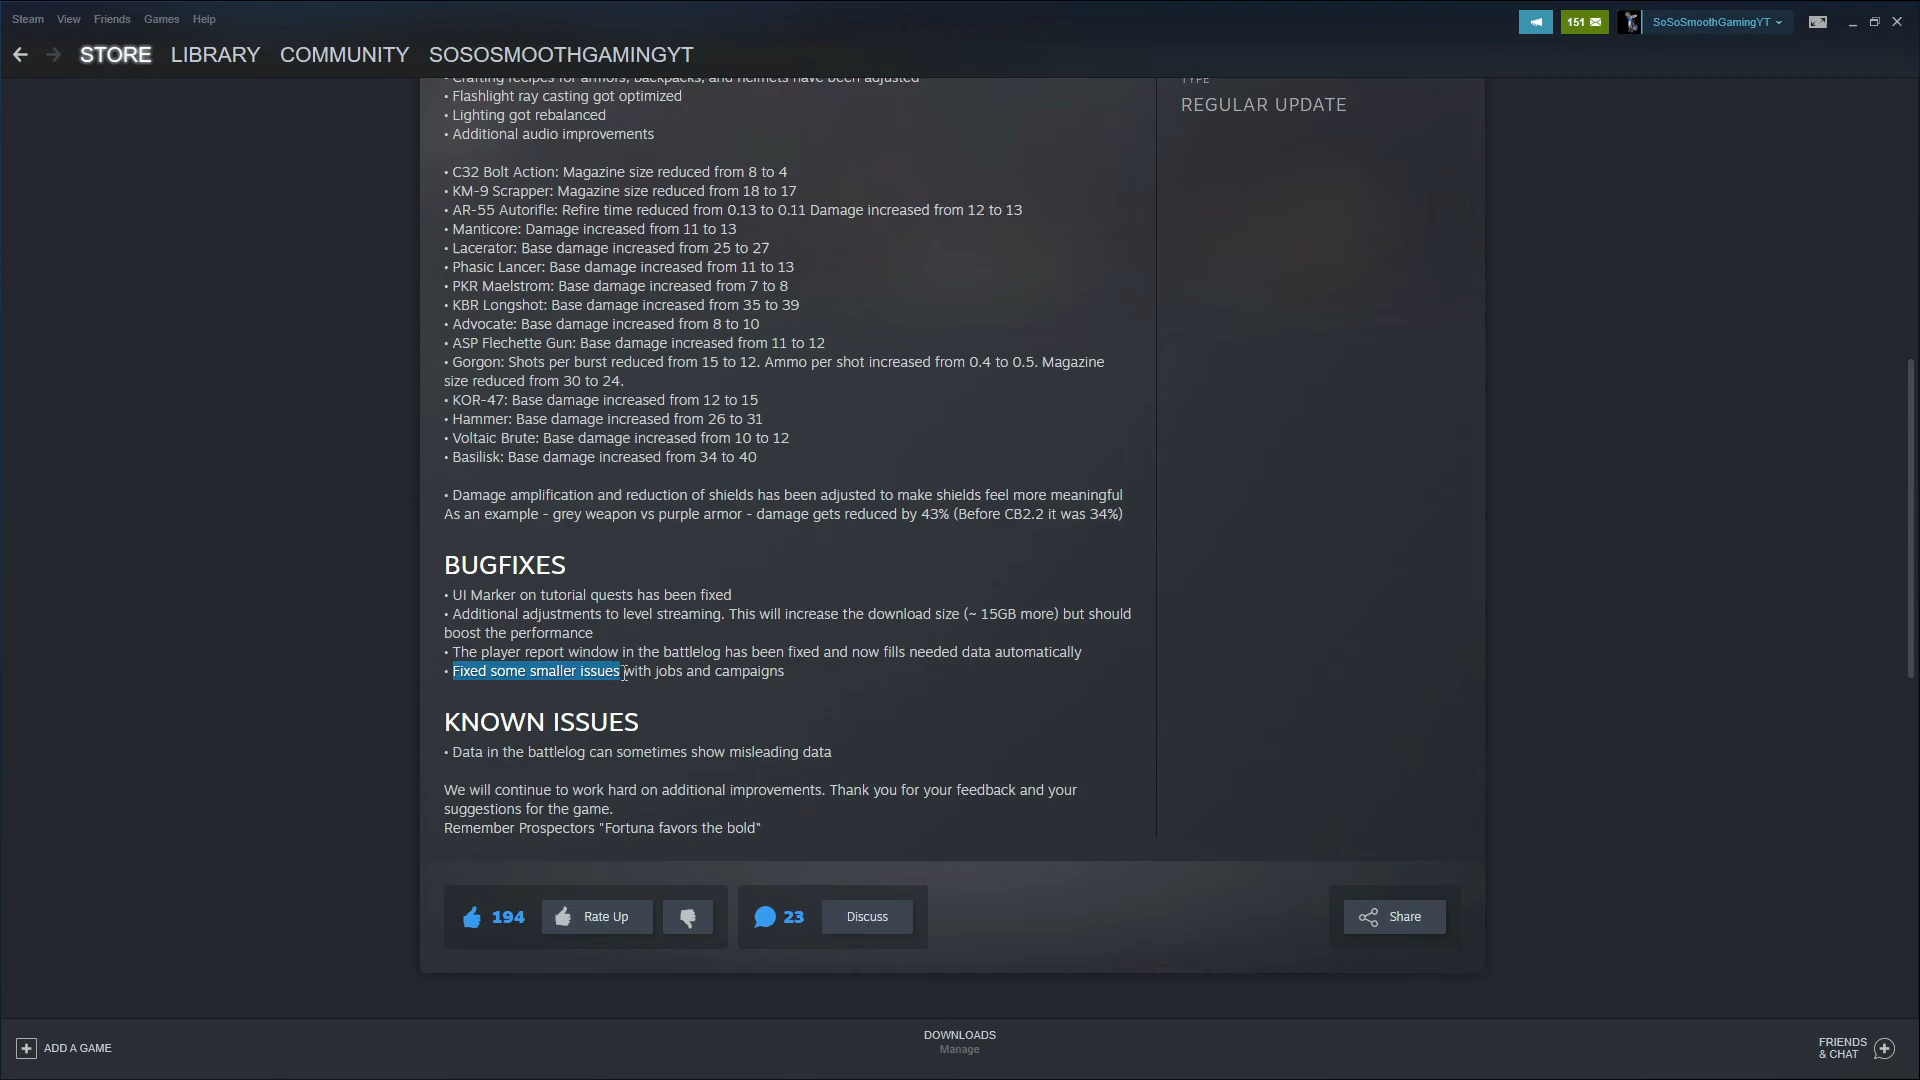 Steam View Friends Games Help
151
SoSoSmoothGamingYT
STORE LIBRARY COMMUNITY SOSOSMOOTHGAMINGYT
• Crafting recipes for armors, backpacks, and helmets have been adjusted
TYPE
• Flashlight ray casting got optimized
REGULAR UPDATE
• Lighting got rebalanced
• Additional audio improvements
• C32 Bolt Action: Magazine size reduced from 8 to 4
• KM-9 Scrapper: Magazine size reduced from 18 to 17
• AR-55 Autorifle: Refire time reduced from 0.13 to 0.11 Damage increased from 12 to 13
• Manticore: Damage increased from 11 to 13
• Lacerator: Base damage increased from 25 to 27
• Phasic Lancer: Base damage increased from 11 to 13
• PKR Maelstrom: Base damage increased from 7 to 8
• KBR Longshot: Base damage increased from 35 to 39
• Advocate: Base damage increased from 8 to 10
• ASP Flechette Gun: Base damage increased from 11 to 12
• Gorgon: Shots per burst reduced from 15 to 12. Ammo per shot increased from 0.4 to 0.5. Magazine
size reduced from 30 to 24.
• KOR-47: Base damage increased from 12 to 15
• Hammer: Base damage increased from 26 to 31
• Voltaic Brute: Base damage increased from 10 to 12
• Basilisk: Base damage increased from 34 to 40
• Damage amplification and reduction of shields has been adjusted to make shields feel more meaningful
As an example - grey weapon vs purple armor - damage gets reduced by 43% (Before CB2.2 it was 34%)
BUGFIXES
• UI Marker on tutorial quests has been fixed
• Additional adjustments to level streaming. This will increase the download size (~ 15GB more) but should
boost the performance
• The player report window in the battlelog has been fixed and now fills needed data automatically
• Fixed some smaller issues with jobs and campaigns
KNOWN ISSUES
• Data in the battlelog can sometimes show misleading data
We will continue to work hard on additional improvements. Thank you for your feedback and your
suggestions for the game.
Remember Prospectors "Fortuna favors the bold"
194 Rate Up 23 Discuss Share
ADD A GAME
DOWNLOADS
Manage
FRIENDS
& CHAT